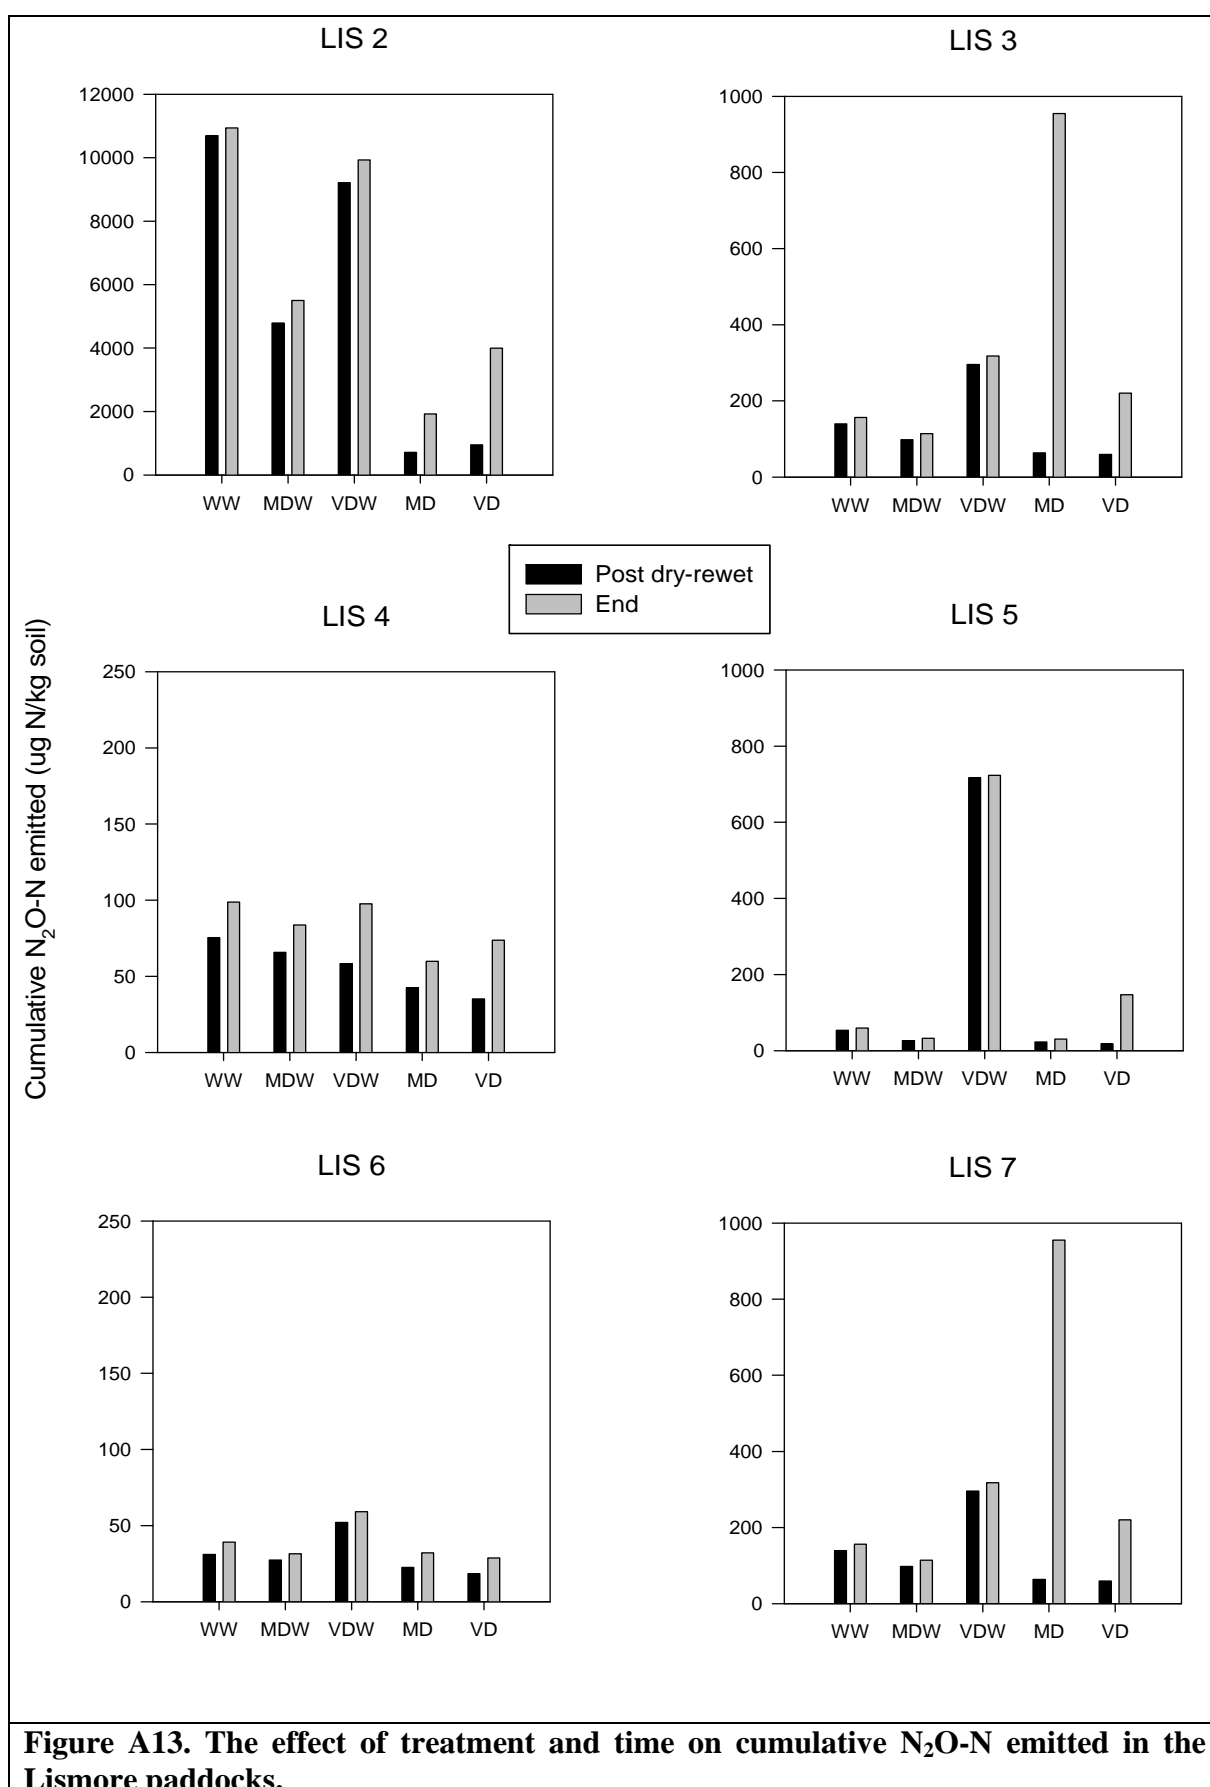 LIS 2
LIS 3
12000
10000
8000
6000
4000
2000
0
WW MDW VDW MD VD
1000
800
600
400
200
0
WW MDW VDW MD VD
Post dry-rewet
End
Cumulative N₂O-N emitted (ug N/kg soil)
LIS 4
LIS 5
250
200
150
100
50
0
WW MDW VDW MD VD
1000
800
600
400
200
0
WW MDW VDW MD VD
LIS 6
LIS 7
250
200
150
100
50
0
WW MDW VDW MD VD
1000
800
600
400
200
0
WW MDW VDW MD VD
Figure A13. The effect of treatment and time on cumulative N₂O-N emitted in the
Lismore paddocks.